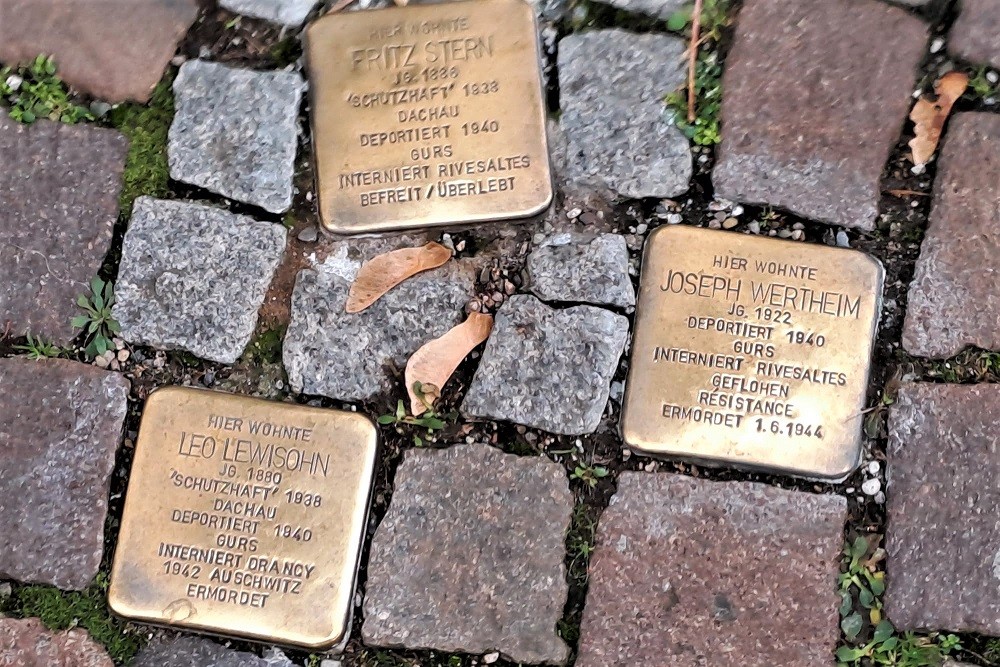 HIER WOHNTE
FRITZ STERN
JG. 1886
"SCHUTZHAFT" 1938
DACHAU
DEPORTIERT 1940
GURS
INTERNIERT RIVESALTES
BEFREIT / ÜBERLEBT
HIER WOHNTE
JOSEPH WERTHEIM
JG. 1922
DEPORTIERT 1940
GURS
INTERNIERT RIVESALTES
GEFLOHEN
RÉSISTANCE
ERMORDET 1.6.1944
HIER WOHNTE
LEO LEWISOHN
JG. 1880
"SCHUTZHAFT" 1938
DACHAU
DEPORTIERT 1940
GURS
INTERNIERT DRANCY
1942 AUSCHWITZ
ERMORDET